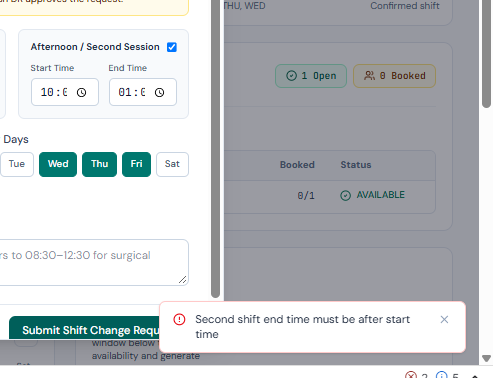 an DR approves the request.
THU, WED
Confirmed shift
Afternoon / Second Session
Start Time
End Time
10:0
01:0
1 Open
0 Booked
Days
Tue
Wed
Thu
Fri
Sat
Booked
Status
0/1
AVAILABLE
rs to 08:30–12:30 for surgical
Submit Shift Change Requ
Second shift end time must be after start
time
window below
availability and generate
2
5